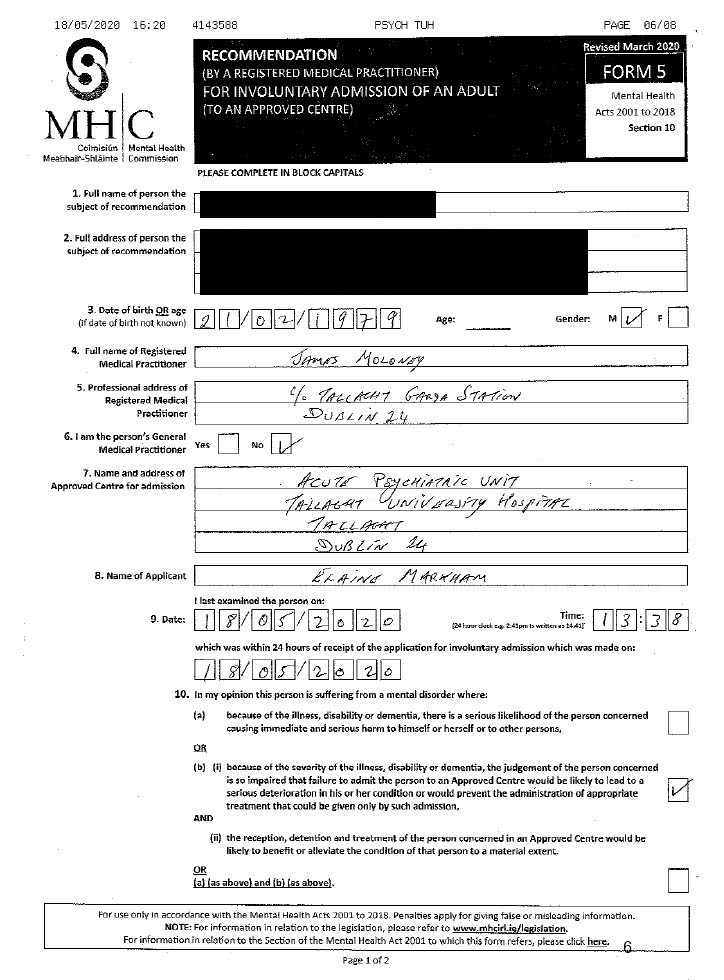 18/05/2020 16:20 4143588 PSYCH TUH PAGE 06/08
Revised March 2020
RECOMMENDATION
(BY A REGISTERED MEDICAL PRACTITIONER)
FOR INVOLUNTARY ADMISSION OF AN ADULT
(TO AN APPROVED CENTRE)
FORM 5
Mental Health
Acts 2001 to 2018
Section 10
MHC
Coimisiún Mental Health
Meabhair-Shláinte Commission
PLEASE COMPLETE IN BLOCK CAPITALS
1. Full name of person the
subject of recommendation
2. Full address of person the
subject of recommendation
3. Date of birth OR age
(if date of birth not known)
21/02/1979 Age: Gender: M ✓ F
4. Full name of Registered
Medical Practitioner
JAMES MOLONEY
5. Professional address of
Registered Medical
Practitioner
c/o TALLAGHT GARDA STATION
DUBLIN 24
6. I am the person's General
Medical Practitioner
Yes No ✓
7. Name and address of
Approved Centre for admission
ACUTE PSYCHIATRIC UNIT
TALLAGHT UNIVERSITY HOSPITAL
TALLAGHT
DUBLIN 24
8. Name of Applicant
ELAINE MARKHAM
I last examined the person on:
9. Date: 18/05/2020 Time: 13:38
(24 hour clock e.g. 2:41pm is written as 14:41)
which was within 24 hours of receipt of the application for involuntary admission which was made on:
18/05/2020
10. In my opinion this person is suffering from a mental disorder where:
(a) because of the illness, disability or dementia, there is a serious likelihood of the person concerned
causing immediate and serious harm to himself or herself or to other persons,
OR
(b) (i) because of the severity of the illness, disability or dementia, the judgement of the person concerned
is so impaired that failure to admit the person to an Approved Centre would be likely to lead to a
serious deterioration in his or her condition or would prevent the administration of appropriate
treatment that could be given only by such admission, ✓
AND
(ii) the reception, detention and treatment of the person concerned in an Approved Centre would be
likely to benefit or alleviate the condition of that person to a material extent.
OR
(a) (as above) and (b) (as above).
For use only in accordance with the Mental Health Acts 2001 to 2018. Penalties apply for giving false or misleading information.
NOTE: For information in relation to the legislation, please refer to www.mhcirl.ie/legislation.
For information in relation to the Section of the Mental Health Act 2001 to which this form refers, please click here.
6
Page 1 of 2